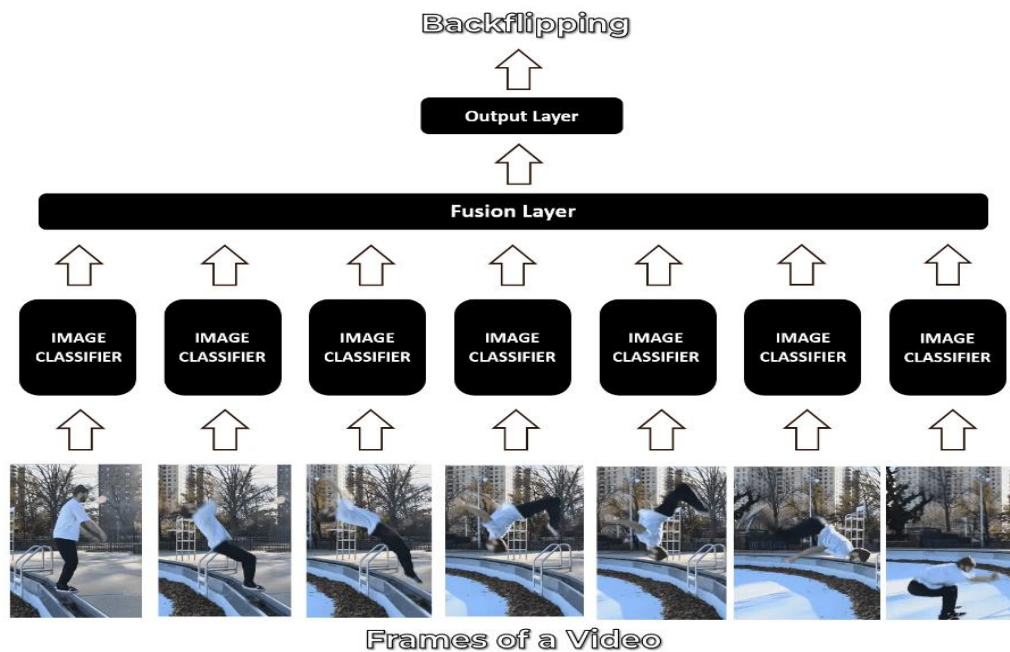 Backflipping
Output Layer
Fusion Layer
IMAGE
CLASSIFIER
IMAGE
CLASSIFIER
IMAGE
CLASSIFIER
IMAGE
CLASSIFIER
IMAGE
CLASSIFIER
IMAGE
CLASSIFIER
IMAGE
CLASSIFIER
Frames of a Video